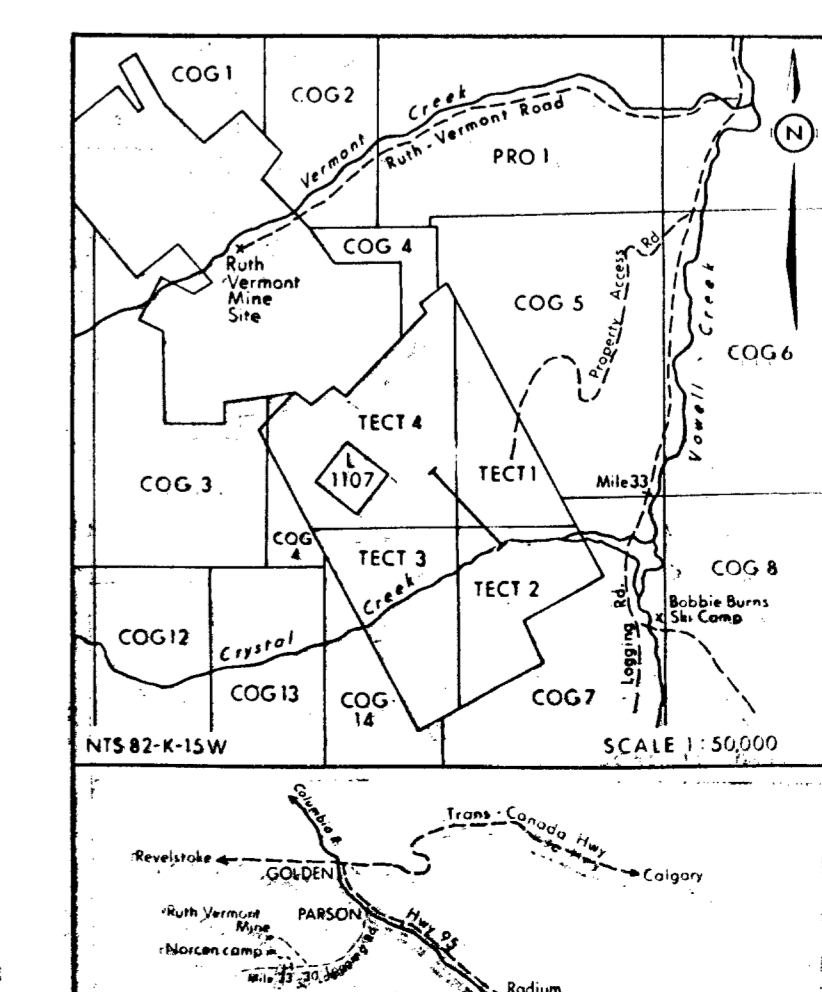 COG 1
COG 2
Vermont Creek
Ruth-Vermont Road
PRO 1
N
COG 4
Ruth
Vermont
Mine
Site
COG 5
Property Access Rd
COG 6
Vowell Creek
TECT 4
L
1107
TECT 1
COG 3
Mile 33
COG
4
TECT 3
TECT 2
COG 8
Crystal Creek
Logging Rd.
Bobbie Burns
Ski Camp
COG 12
COG 13
COG
14
COG 7
NTS 82-K-15W
SCALE 1:50,000
Columbia R.
Trans-Canada Hwy
Revelstoke
GOLDEN
Calgary
Ruth Vermont
Mine
PARSON
Hwy 95
Norcen camp
Mile 33
Radium